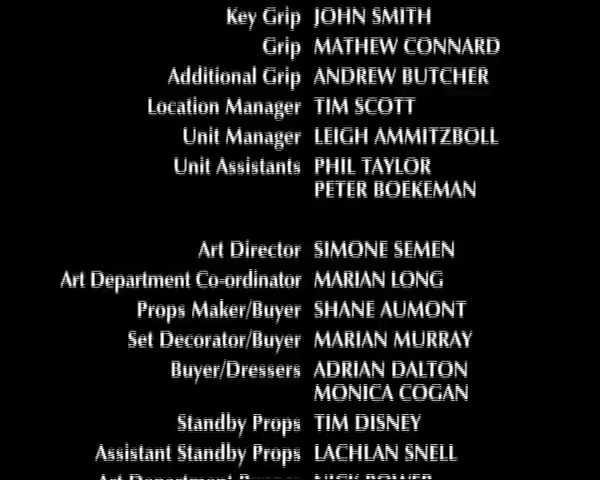 Key Grip JOHN SMITH
Grip MATHEW CONNARD
Additional Grip ANDREW BUTCHER
Location Manager TIM SCOTT
Unit Manager LEIGH AMMITZBOLL
Unit Assistants PHIL TAYLOR
PETER BOEKEMAN
Art Director SIMONE SEMEN
Art Department Co-ordinator MARIAN LONG
Props Maker/Buyer SHANE AUMONT
Set Decorator/Buyer MARIAN MURRAY
Buyer/Dressers ADRIAN DALTON
MONICA COGAN
Standby Props TIM DISNEY
Assistant Standby Props LACHLAN SNELL
Art Department